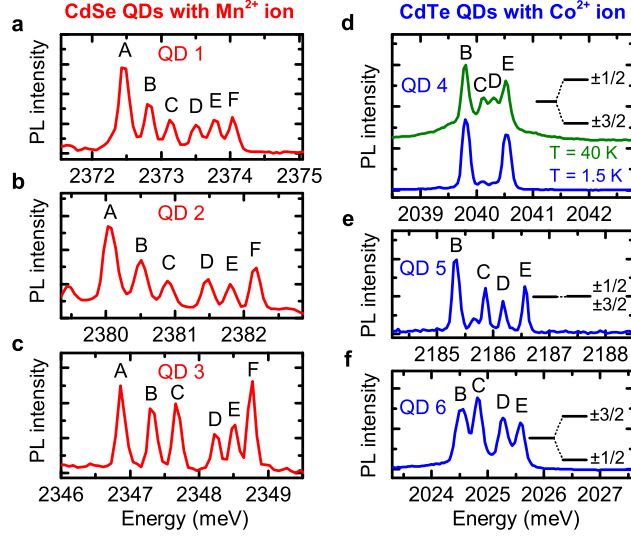 CdSe QDs with Mn²⁺ ion
a
QD 1
A
B
C
D
E
F
PL intensity
2372
2373
2374
2375
b
QD 2
A
B
C
D
E
F
PL intensity
2380
2381
2382
c
QD 3
A
B
C
D
E
F
PL intensity
2346
2347
2348
2349
Energy (meV)
CdTe QDs with Co²⁺ ion
d
QD 4
B
C
D
E
±1/2
±3/2
T = 40 K
T = 1.5 K
PL intensity
2039
2040
2041
2042
e
QD 5
B
C
D
E
±1/2
±3/2
PL intensity
2185
2186
2187
2188
f
QD 6
B
C
D
E
±3/2
±1/2
PL intensity
2024
2025
2026
2027
Energy (meV)